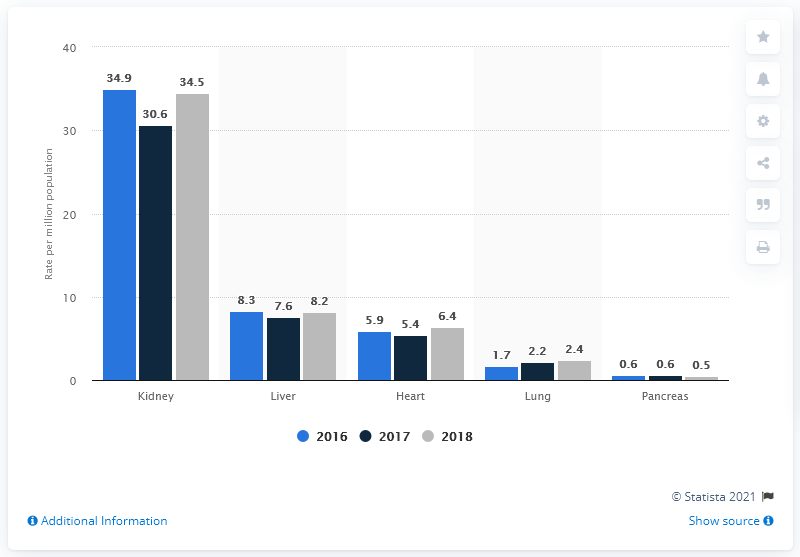 40
30
20
10
0
Rate per million population
34.9
30.6
34.5
8.3
7.6
8.2
5.9
5.4
6.4
1.7
2.2
2.4
0.6
0.6
0.5
Kidney
Liver
Heart
Lung
Pancreas
2016 2017 2018
© Statista 2021
Additional Information
Show source